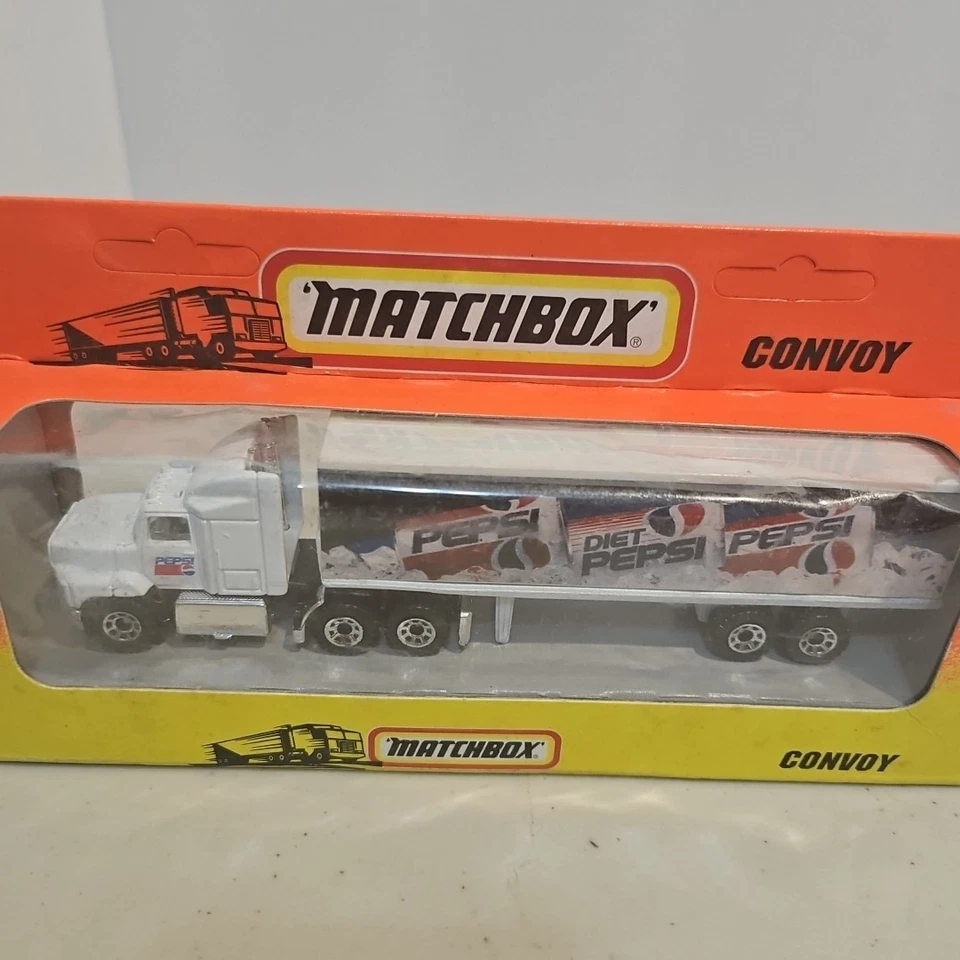 'MATCHBOX'®
CONVOY
PEPSI
PEPSI
DIET
PEPSI
PEPSI
'MATCHBOX'®
CONVOY